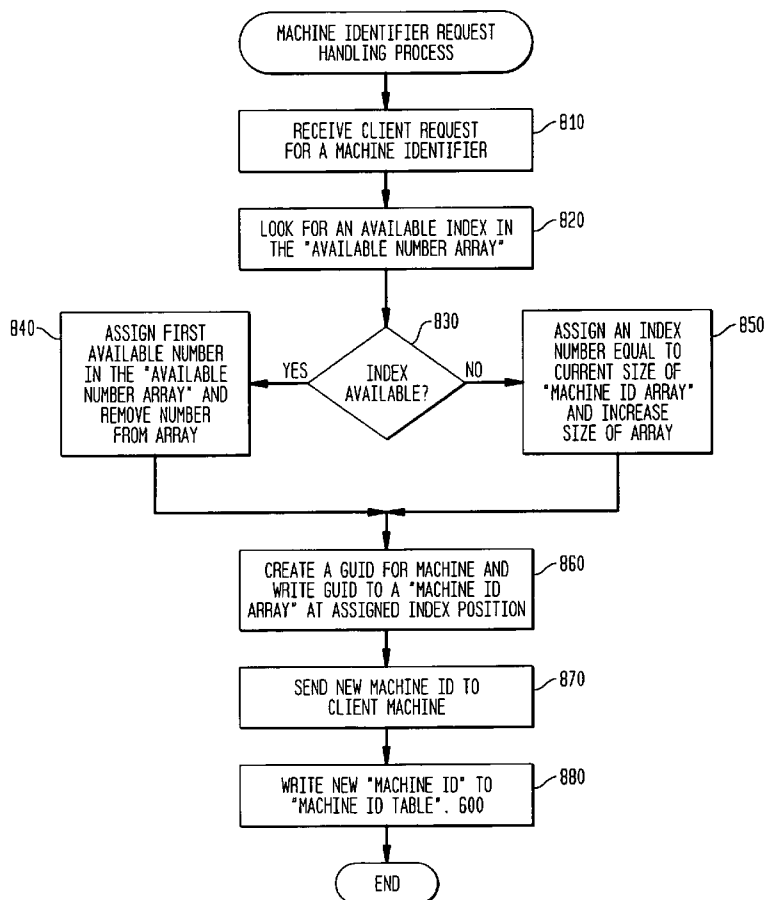 MACHINE IDENTIFIER REQUEST
HANDLING PROCESS
RECEIVE CLIENT REQUEST
FOR A MACHINE IDENTIFIER
810
LOOK FOR AN AVAILABLE INDEX IN
THE "AVAILABLE NUMBER ARRAY"
820
830
INDEX
AVAILABLE?
YES
NO
840
ASSIGN FIRST
AVAILABLE NUMBER
IN THE "AVAILABLE
NUMBER ARRAY" AND
REMOVE NUMBER
FROM ARRAY
850
ASSIGN AN INDEX
NUMBER EQUAL TO
CURRENT SIZE OF
"MACHINE ID ARRAY"
AND INCREASE
SIZE OF ARRAY
CREATE A GUID FOR MACHINE AND
WRITE GUID TO A "MACHINE ID
ARRAY" AT ASSIGNED INDEX POSITION
860
SEND NEW MACHINE ID TO
CLIENT MACHINE
870
WRITE NEW "MACHINE ID" TO
"MACHINE ID TABLE". 600
880
END